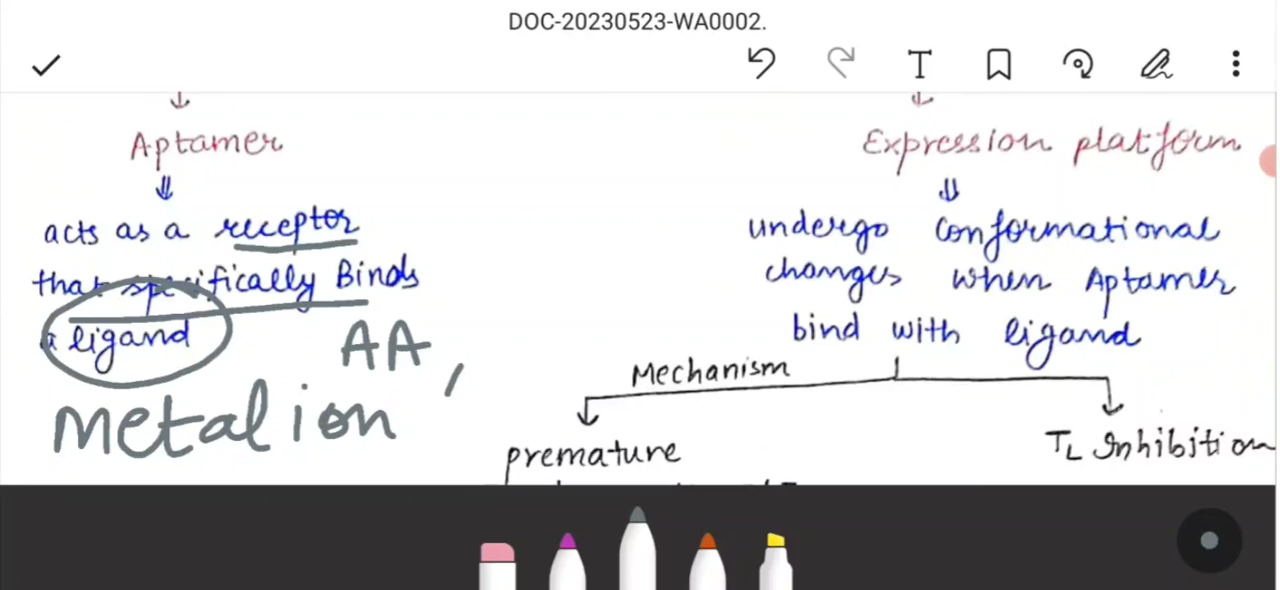 DOC-20230523-WA0002.
T
Aptamer
acts as a receptor
that specifically Binds
a ligand
AA,
Metal ion
Expression platform
undergo Conformational
changes when Aptamer
bind with ligand
Mechanism
premature
TL Inhibition